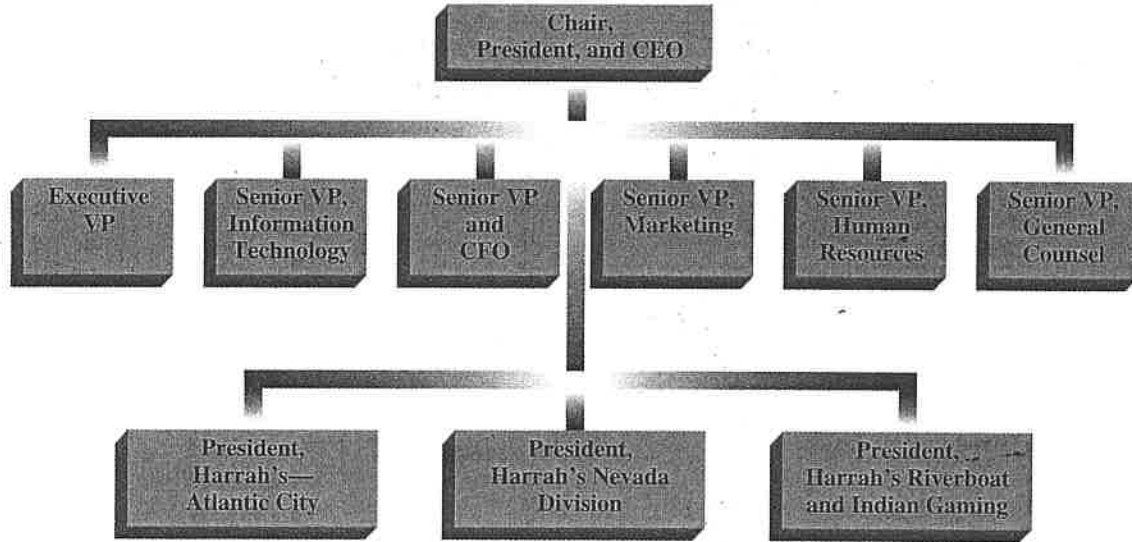 Chair,
President, and CEO
Executive
VP
Senior VP,
Information
Technology
Senior VP
and
CFO
Senior VP,
Marketing
Senior VP,
Human
Resources
Senior VP,
General
Counsel
President,
Harrah's—
Atlantic City
President,
Harrah's Nevada
Division
President,
Harrah's Riverboat
and Indian Gaming